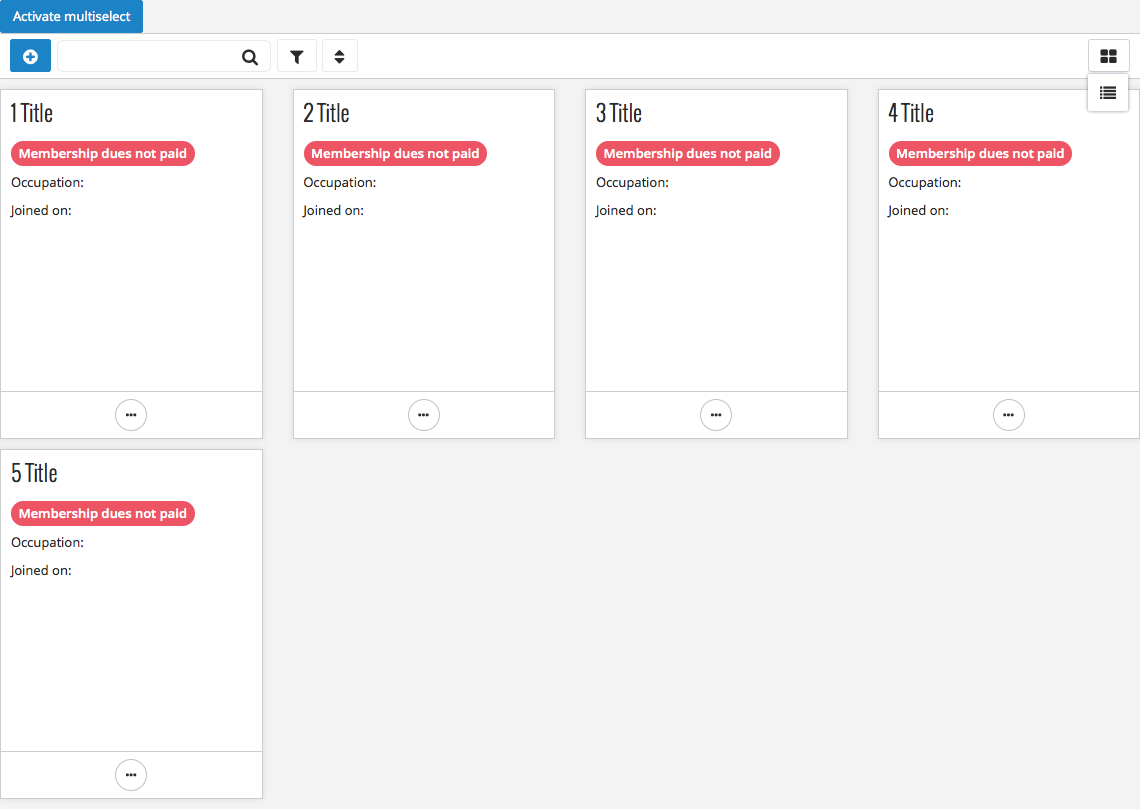 Activate multiselect
1 Title
Membership dues not paid
Occupation:
Joined on:
2 Title
Membership dues not paid
Occupation:
Joined on:
3 Title
Membership dues not paid
Occupation:
Joined on:
4 Title
Membership dues not paid
Occupation:
Joined on:
5 Title
Membership dues not paid
Occupation:
Joined on: